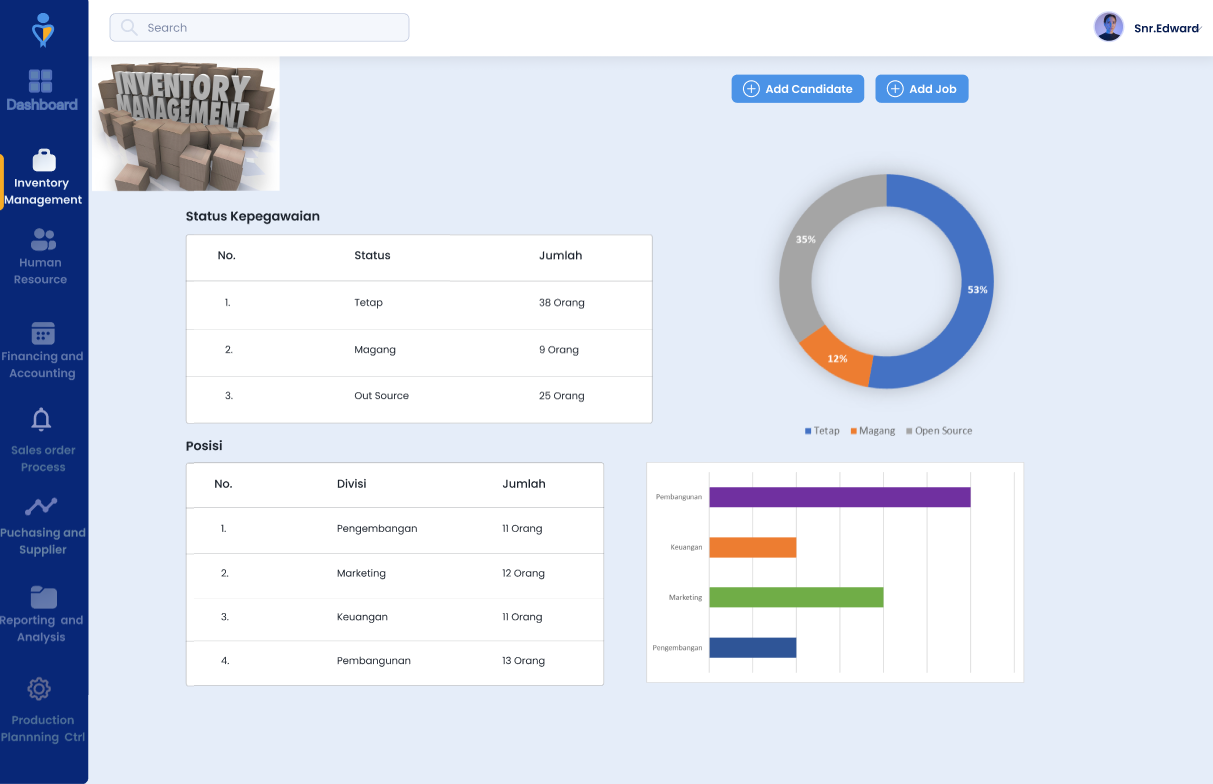 Search
Snr.Edward
Dashboard
Inventory
Management
Human
Resource
Financing and
Accounting
Sales order
Process
Puchasing and
Supplier
Reporting and
Analysis
Production
Plannning Ctrl
INVENTORY
MANAGEMENT
Add Candidate
Add Job
Status Kepegawaian
No. Status Jumlah
1. Tetap 38 Orang
2. Magang 9 Orang
3. Out Source 25 Orang
35%
53%
12%
Tetap Magang Open Source
Posisi
No. Divisi Jumlah
1. Pengembangan 11 Orang
2. Marketing 12 Orang
3. Keuangan 11 Orang
4. Pembangunan 13 Orang
Pembangunan
Keuangan
Marketing
Pengembangan